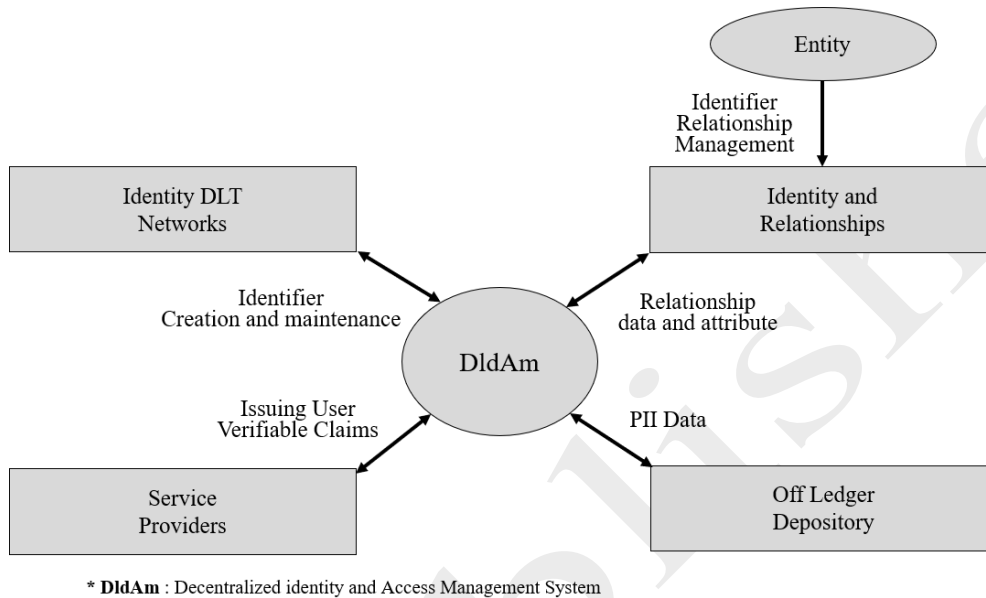 Entity
Identifier
Relationship
Management
Identity DLT
Networks
Identity and
Relationships
Identifier
Creation and maintenance
Relationship
data and attribute
DldAm
Issuing User
Verifiable Claims
PII Data
Service
Providers
Off Ledger
Depository
* DldAm : Decentralized identity and Access Management System